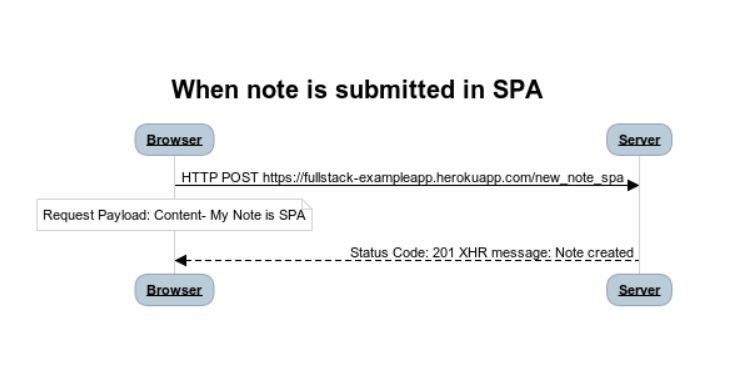 When note is submitted in SPA
Browser
Server
HTTP POST https://fullstack-exampleapp.herokuapp.com/new_note_spa
Request Payload: Content- My Note is SPA
Status Code: 201 XHR message: Note created
Browser
Server